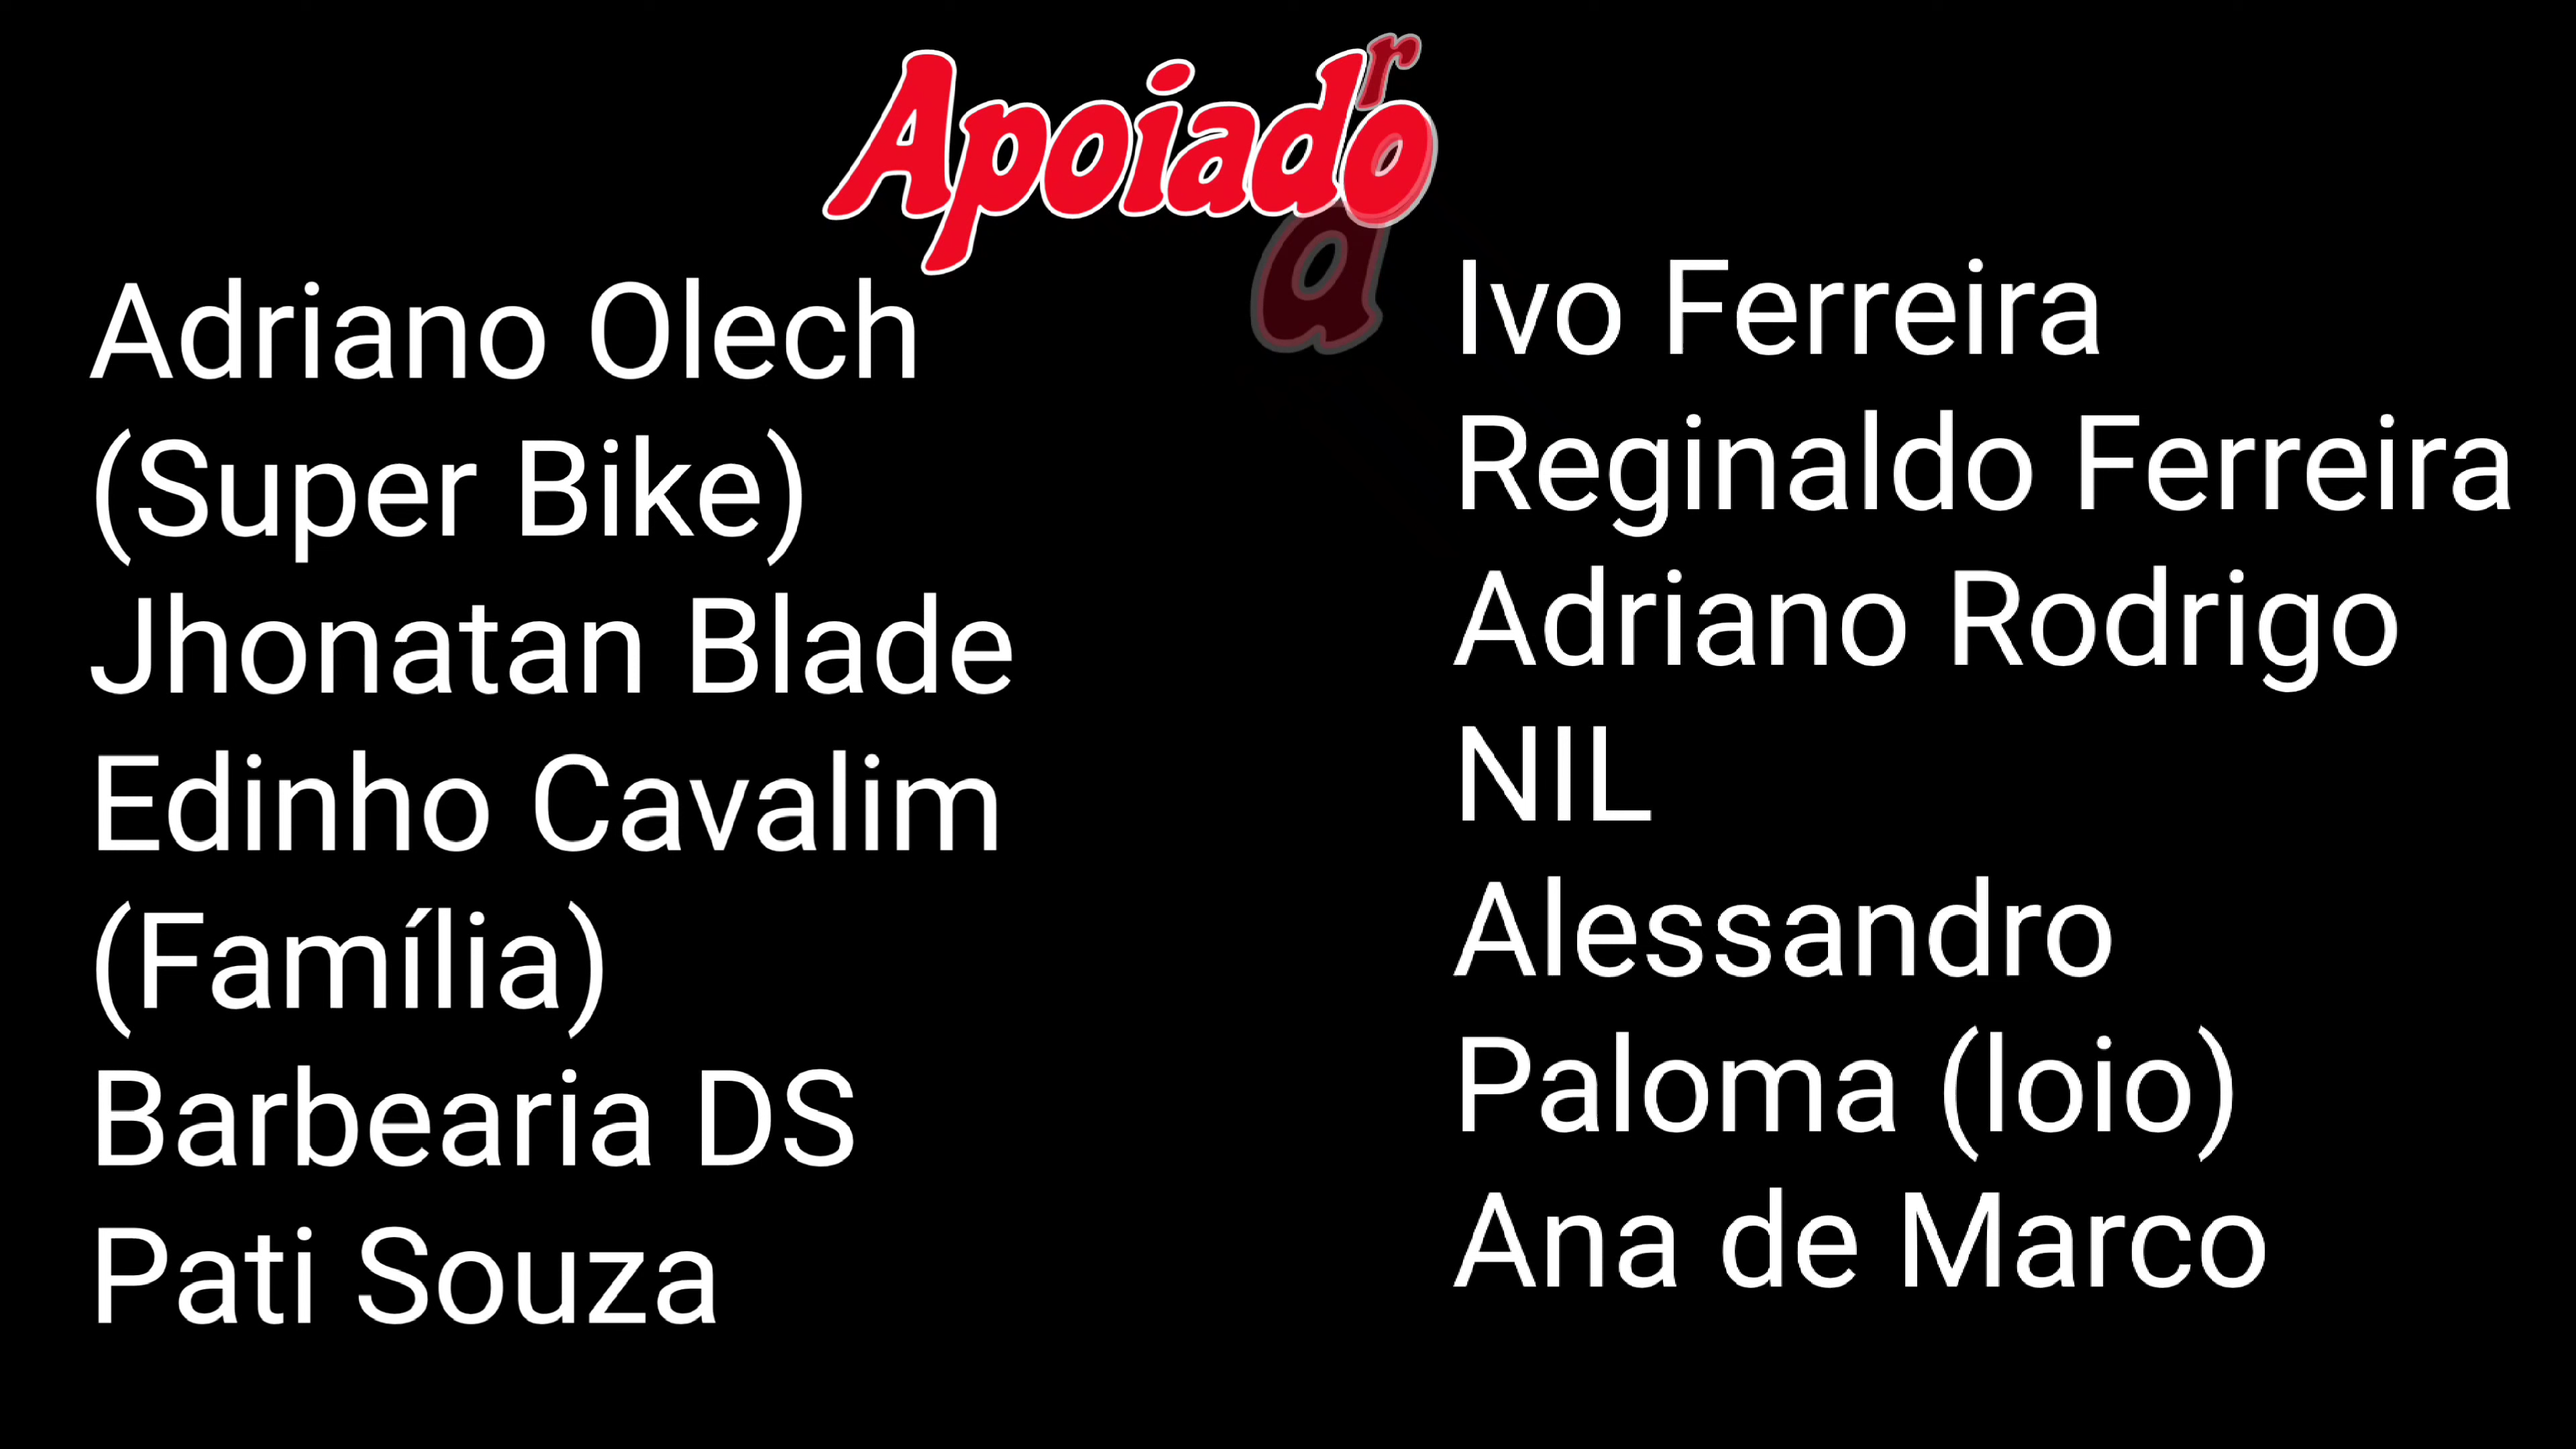 Apoiador
Adriano Olech
(Super Bike)
Jhonatan Blade
Edinho Cavalim
(Família)
Barbearia DS
Pati Souza
Ivo Ferreira
Reginaldo Ferreira
Adriano Rodrigo
NIL
Alessandro
Paloma (loio)
Ana de Marco